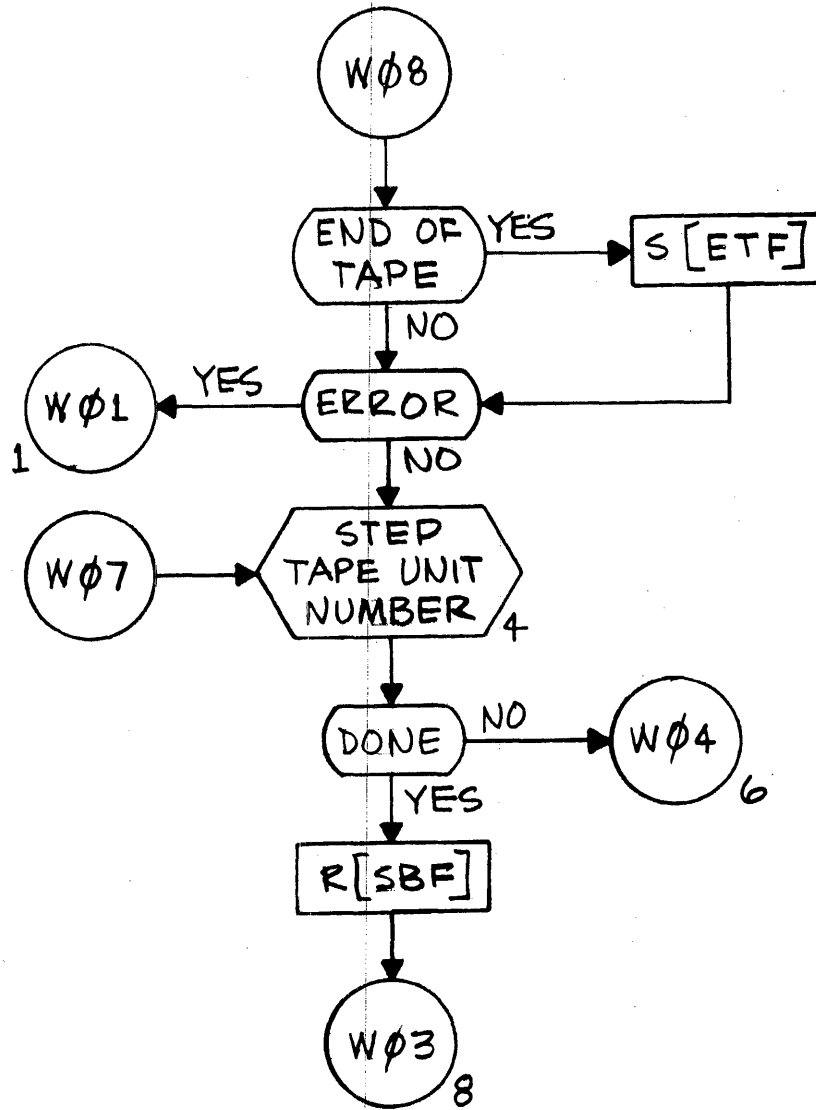 WØ8
END OF
TAPE
YES
S [ETF]
NO
WØ1
1
YES
ERROR
NO
WØ7
STEP
TAPE UNIT
NUMBER
4
DONE
NO
WØ4
6
YES
R[SBF]
WØ3
8